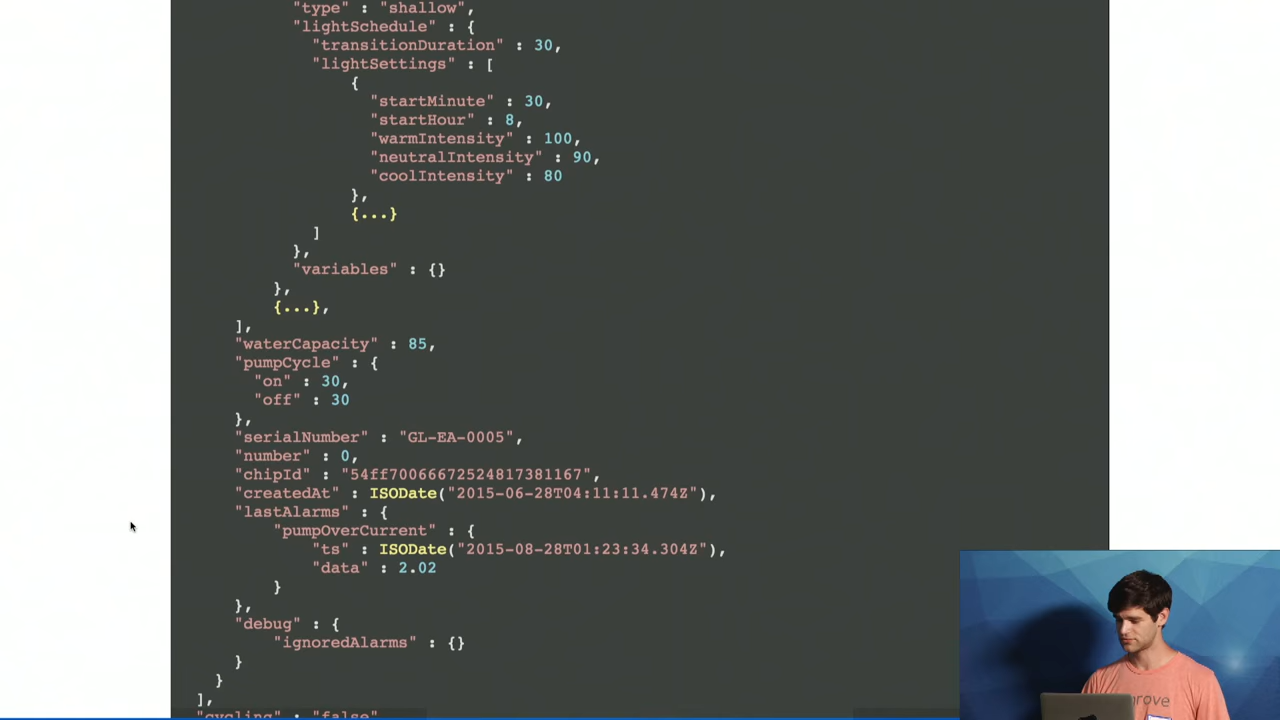 "type" : "shallow",
"lightSchedule" : {
"transitionDuration" : 30,
"lightSettings" : [
{
"startMinute" : 30,
"startHour" : 8,
"warmIntensity" : 100,
"neutralIntensity" : 90,
"coolIntensity" : 80
},
{...}
]
},
"variables" : {}
},
{...},
],
"waterCapacity" : 85,
"pumpCycle" : {
"on" : 30,
"off" : 30
},
"serialNumber" : "GL-EA-0005",
"number" : 0,
"chipId" : "54ff70066672524817381167",
"createdAt" : ISODate("2015-06-28T04:11:11.474Z"),
"lastAlarms" : {
"pumpOverCurrent" : {
"ts" : ISODate("2015-08-28T01:23:34.304Z"),
"data" : 2.02
}
},
"debug" : {
"ignoredAlarms" : {}
}
}
],
"cycling" : "false"